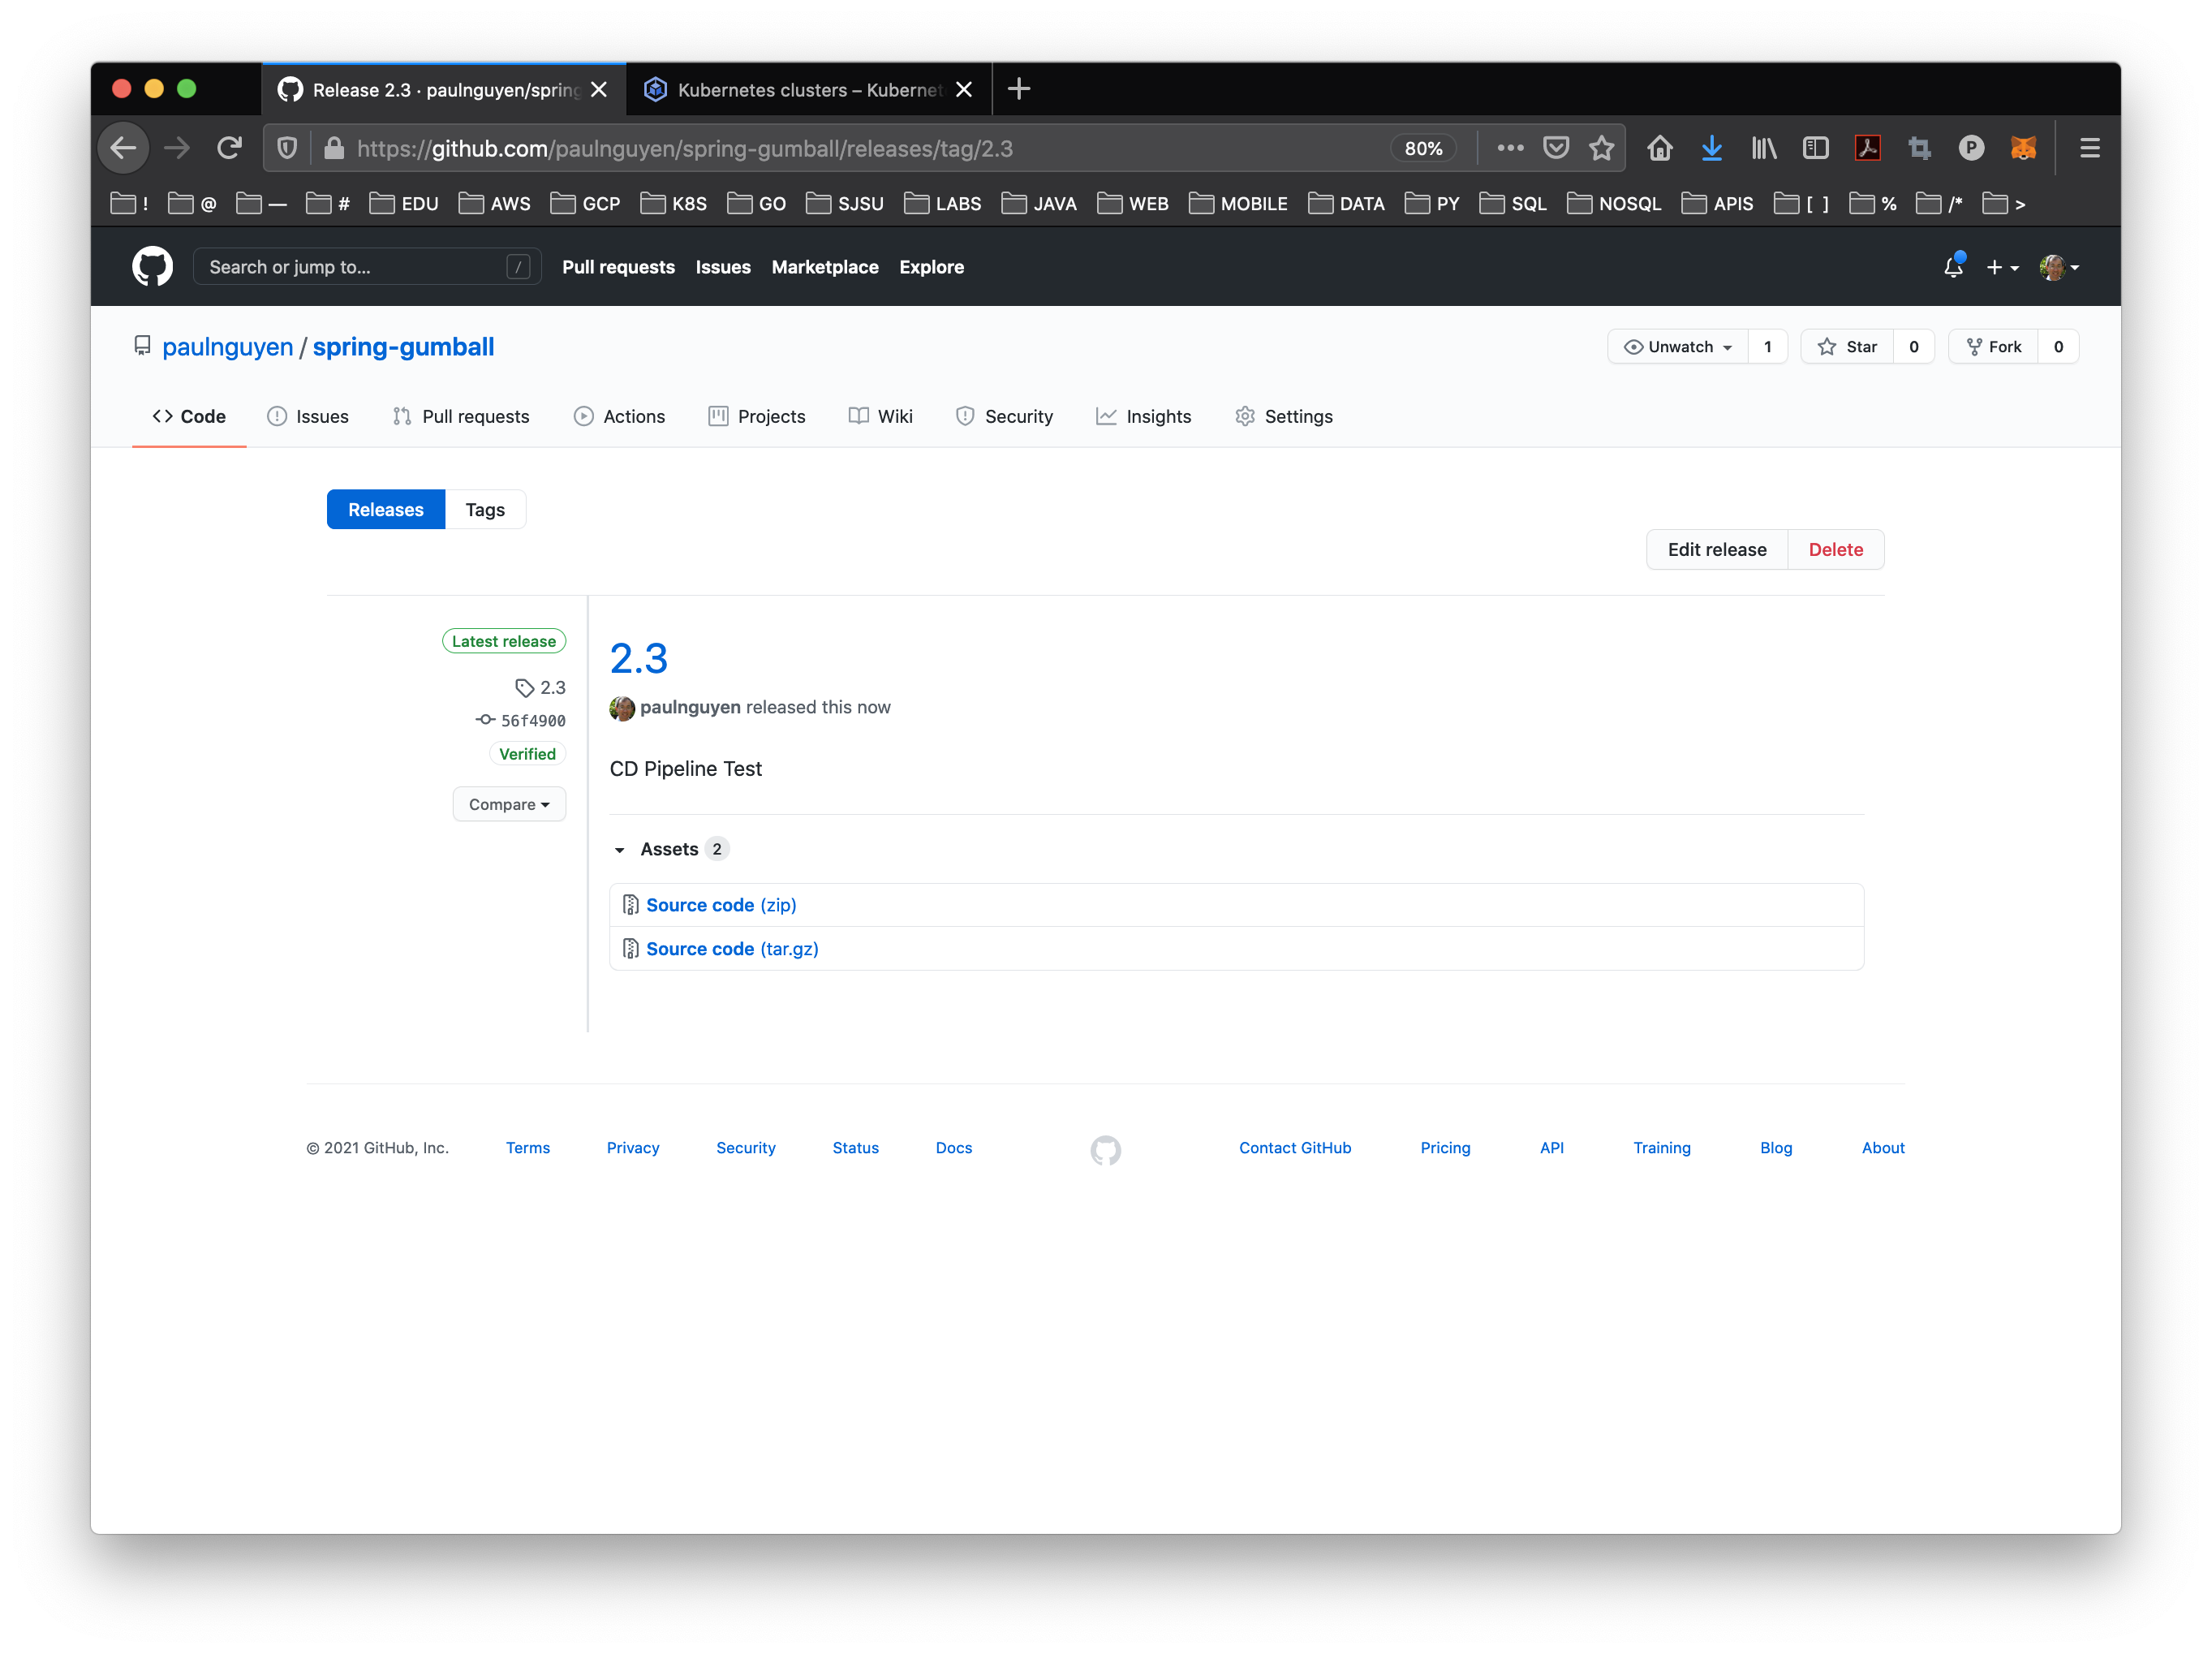 Release 2.3 · paulnguyen/spring
Kubernetes clusters – Kubernet
https://github.com/paulnguyen/spring-gumball/releases/tag/2.3
80%
! @ — # EDU AWS GCP K8S GO SJSU LABS JAVA WEB MOBILE DATA PY SQL NOSQL APIS [ ] % /* >
Search or jump to... /
Pull requests Issues Marketplace Explore
paulnguyen / spring-gumball
Unwatch 1 Star 0 Fork 0
Code Issues Pull requests Actions Projects Wiki Security Insights Settings
Releases Tags
Edit release Delete
Latest release
2.3
56f4900
Verified
Compare
2.3
paulnguyen released this now
CD Pipeline Test
Assets 2
Source code (zip)
Source code (tar.gz)
© 2021 GitHub, Inc. Terms Privacy Security Status Docs Contact GitHub Pricing API Training Blog About